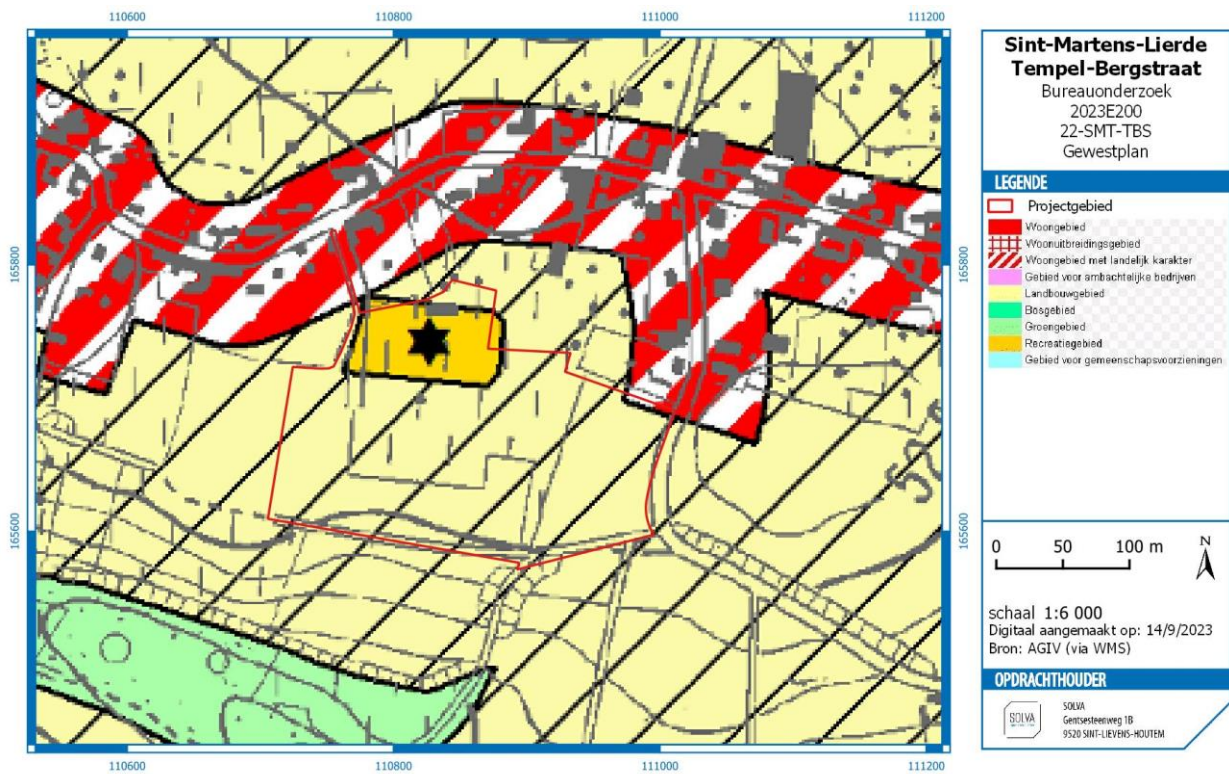 110600
110800
111000
111200
165800
165600
165800
165600
110600
110800
111000
111200
Sint-Martens-Lierde
Tempel-Bergstraat
Bureauonderzoek
2023E200
22-SMT-TBS
Gewestplan
LEGENDE
Projectgebied
Woongebied
Woonuitbreidingsgebied
Woongebied met landelijk karakter
Gebied voor ambachtelijke bedrijven
Landbouwgebied
Bosgebied
Groengebied
Recreatiegebied
Gebied voor gemeenschapsvoorzieningen
0 50 100 m
N
schaal 1:6 000
Digitaal aangemaakt op: 14/9/2023
Bron: AGIV (via WMS)
OPDRACHTHOUDER
SOLVA
SOLVA
Gentsesteenweg 1B
9520 SINT-LIEVENS-HOUTEM